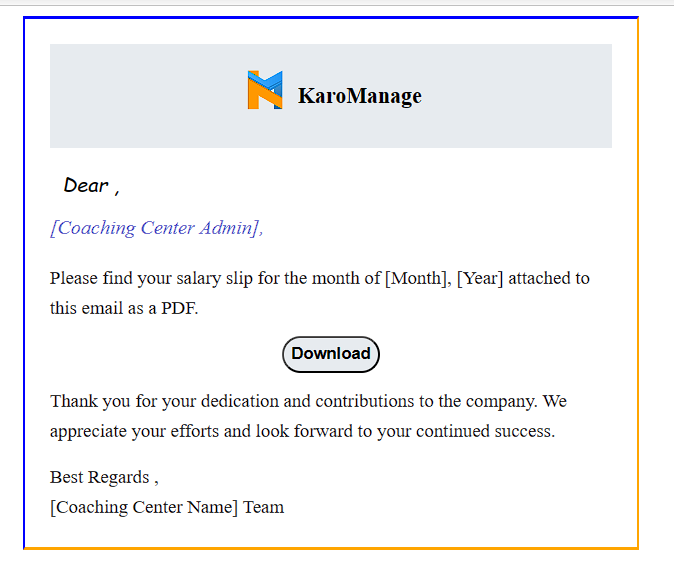 KaroManage
Dear ,
[Coaching Center Admin],
Please find your salary slip for the month of [Month], [Year] attached to
this email as a PDF.
Download
Thank you for your dedication and contributions to the company. We
appreciate your efforts and look forward to your continued success.
Best Regards ,
[Coaching Center Name] Team